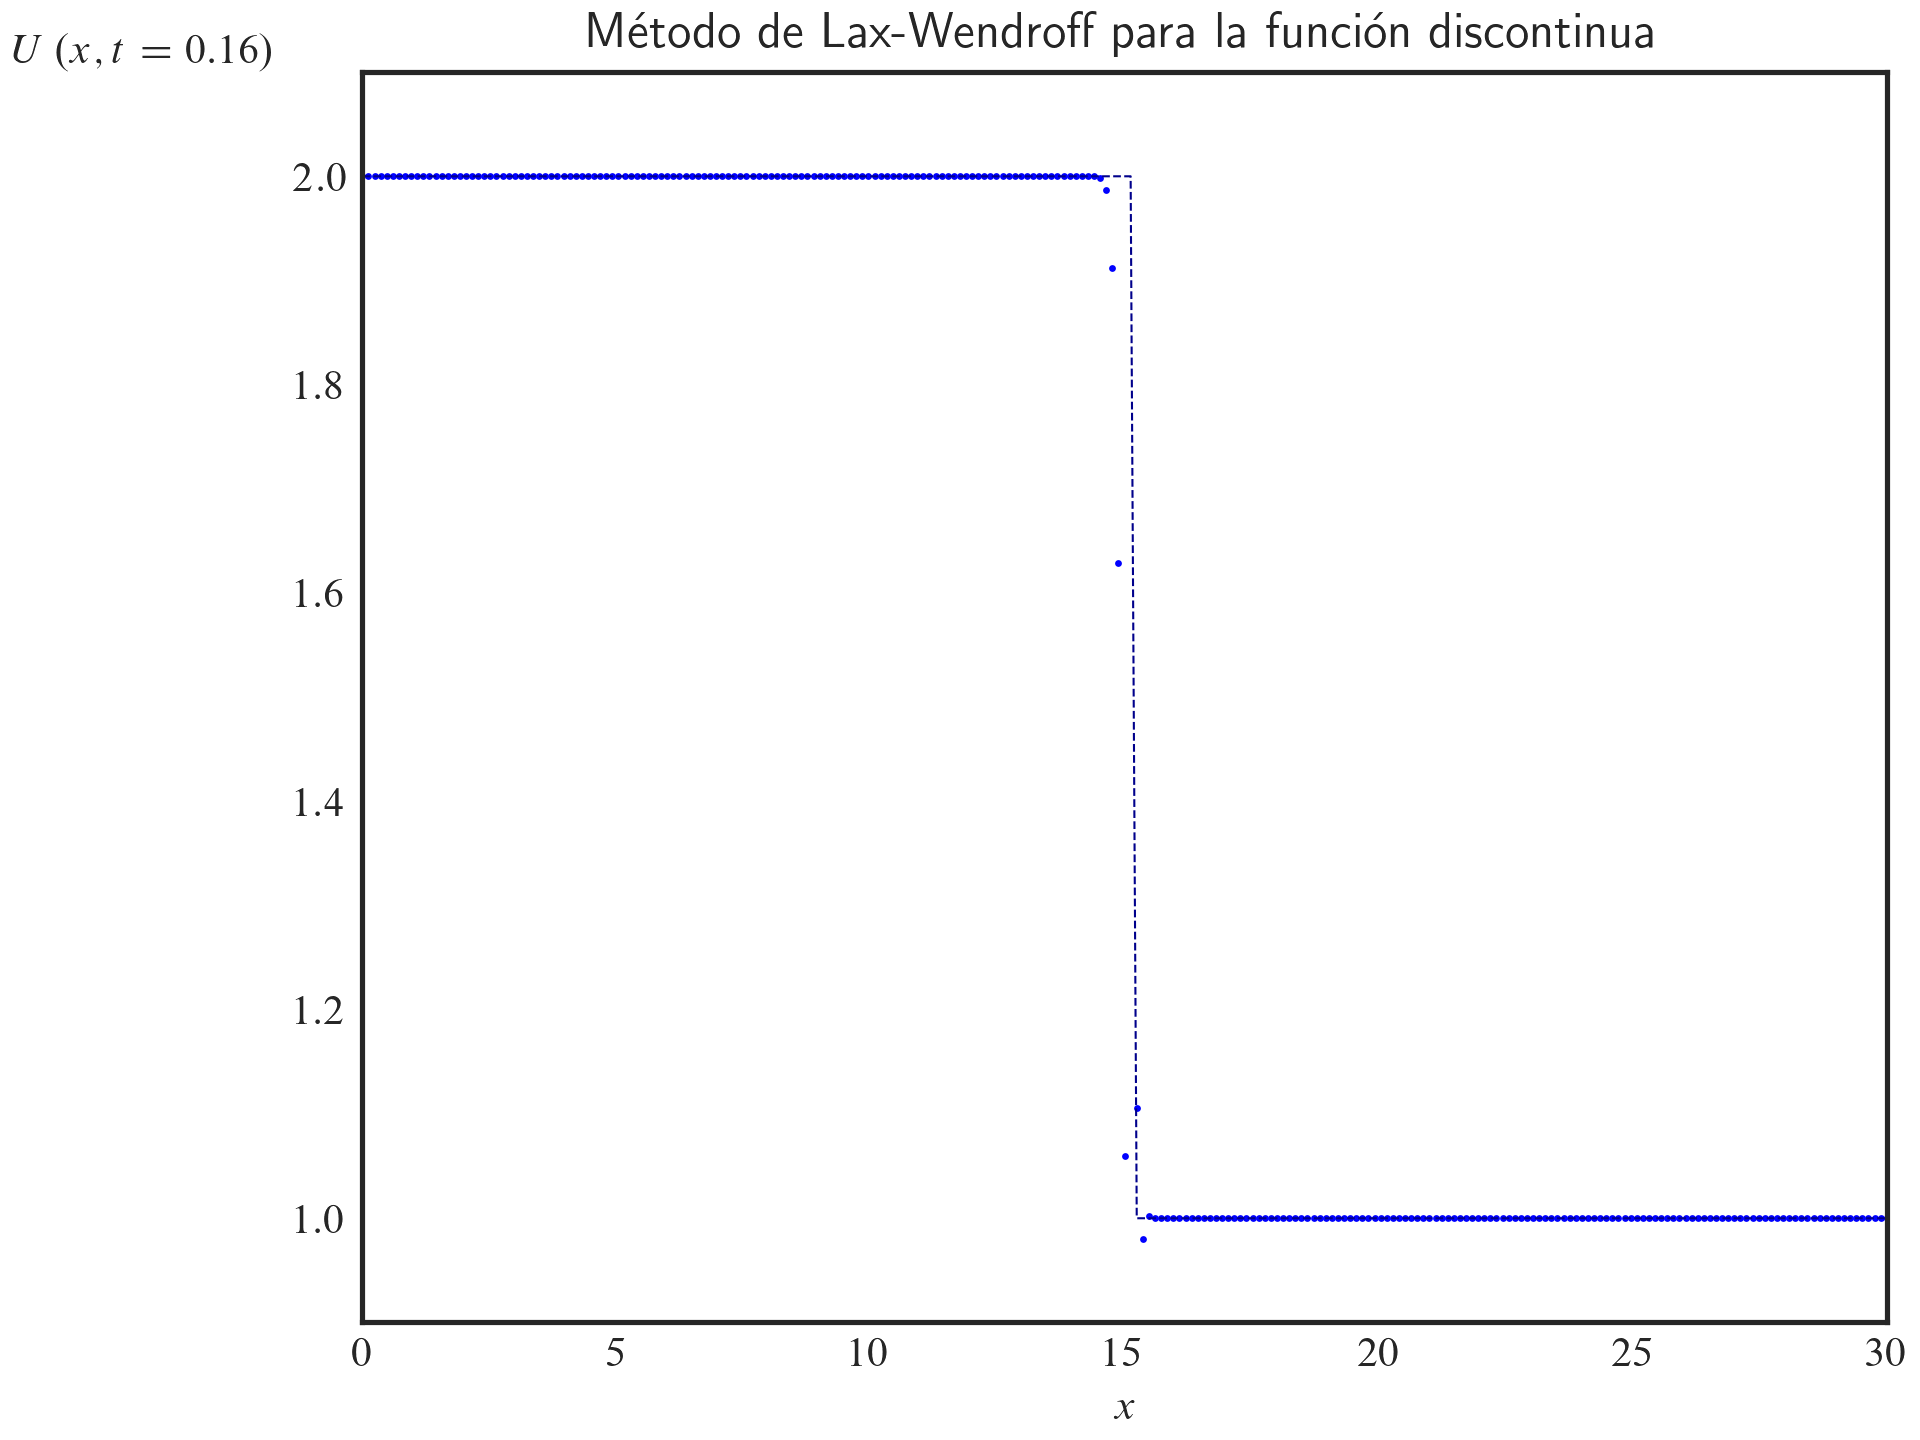 Método de Lax-Wendroff para la función discontinua
U (x, t = 0.16)
2.0
1.8
1.6
1.4
1.2
1.0
0 5 10 15 20 25 30
x